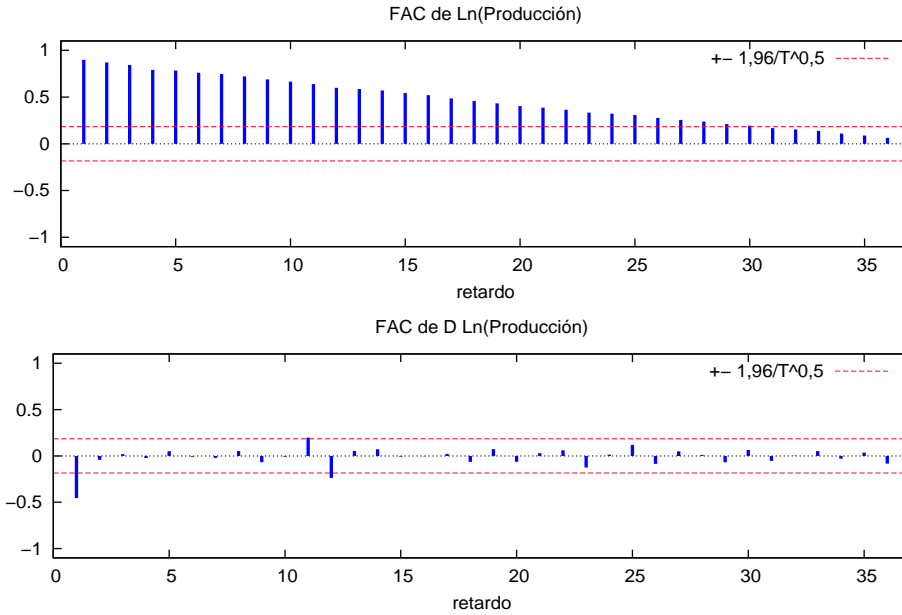 FAC de Ln(Producción)
+− 1,96/T^0,5
1
0.5
0
−0.5
−1
0 5 10 15 20 25 30 35
retardo
FAC de D Ln(Producción)
+− 1,96/T^0,5
1
0.5
0
−0.5
−1
0 5 10 15 20 25 30 35
retardo